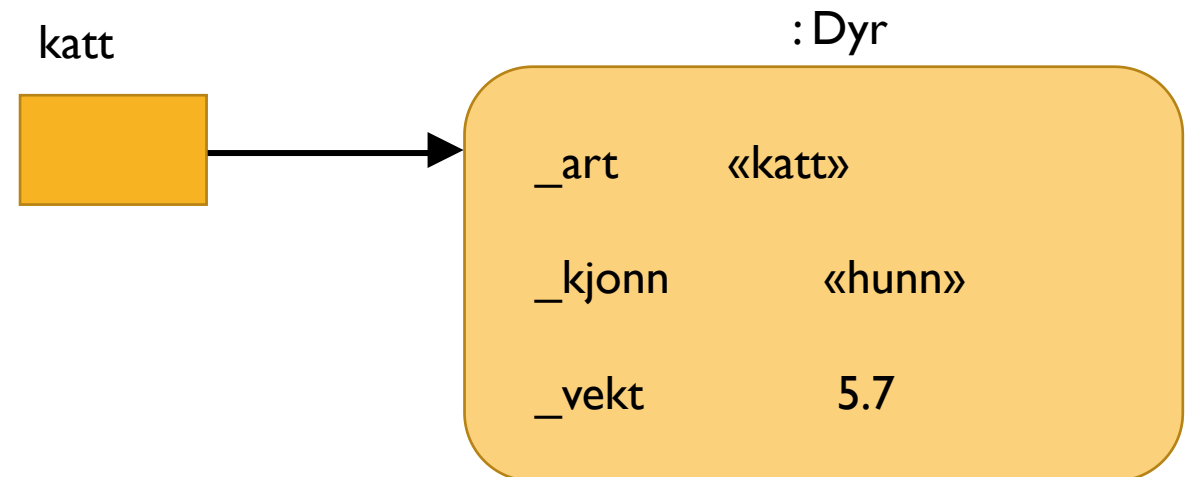 katt
: Dyr
_art «katt»
_kjonn «hunn»
_vekt 5.7